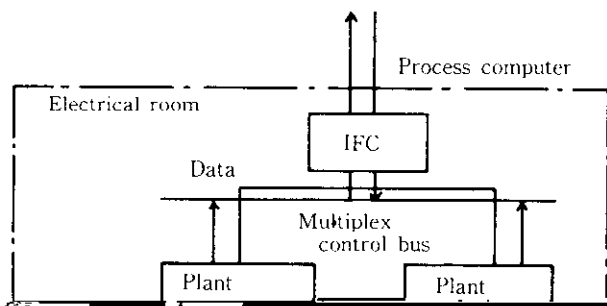 Process computer
Electrical room
IFC
Data
Multiplex
control bus
Plant
Plant